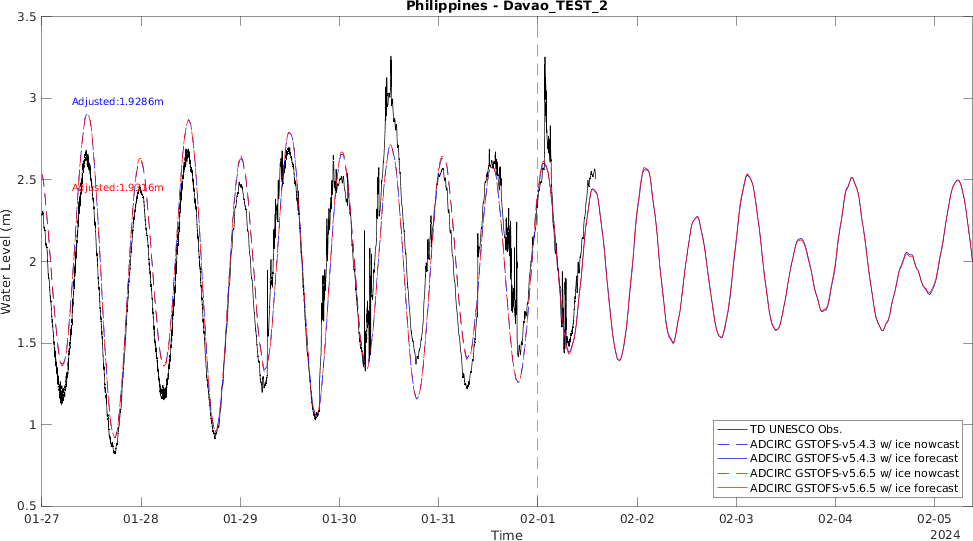 Philippines - Davao_TEST_2
3.5
3
2.5
2
1.5
1
0.5
Water Level (m)
Adjusted:1.9286m
Adjusted:1.9316m
TD UNESCO Obs.
ADCIRC GSTOFS-v5.4.3 w/ ice nowcast
ADCIRC GSTOFS-v5.4.3 w/ ice forecast
ADCIRC GSTOFS-v5.6.5 w/ ice nowcast
ADCIRC GSTOFS-v5.6.5 w/ ice forecast
01-27 01-28 01-29 01-30 01-31 02-01 02-02 02-03 02-04 02-05
Time
2024